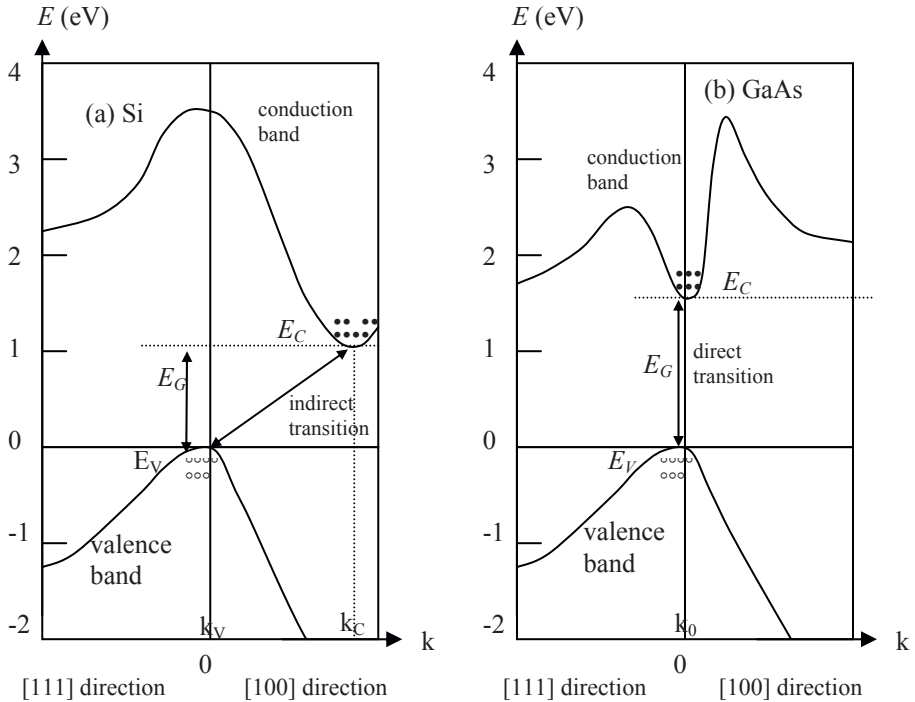 E (eV)
4
3
2
1
0
-1
-2
(a) Si
conduction
band
E_C
E_G
indirect
transition
E_V
valence
band
k_V
k_C
k
0
[111] direction
[100] direction
E (eV)
4
3
2
1
0
-1
-2
(b) GaAs
conduction
band
E_C
E_G
direct
transition
E_V
valence
band
k_0
k
0
[111] direction
[100] direction